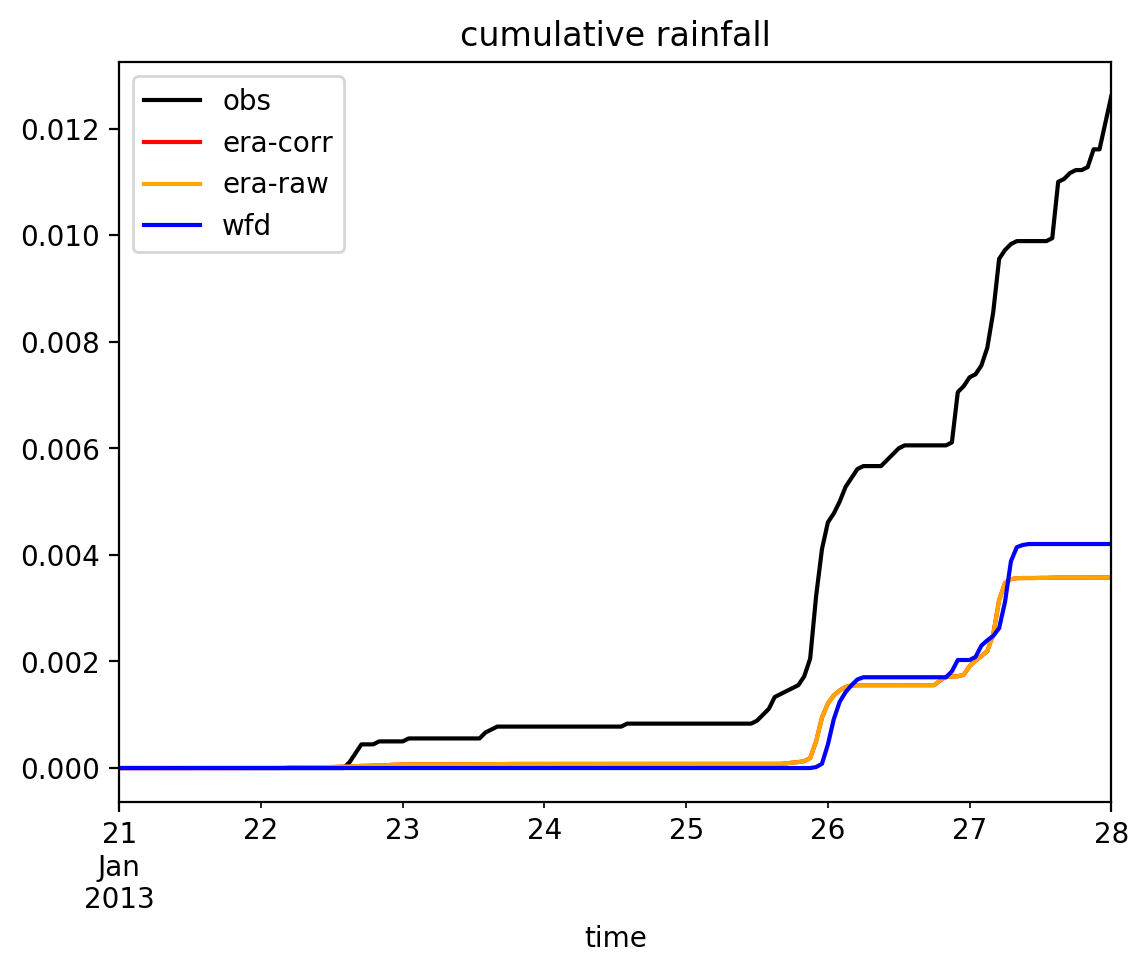 cumulative rainfall
obs
era-corr
era-raw
wfd
0.012
0.010
0.008
0.006
0.004
0.002
0.000
21 22 23 24 25 26 27 28
Jan
2013
time